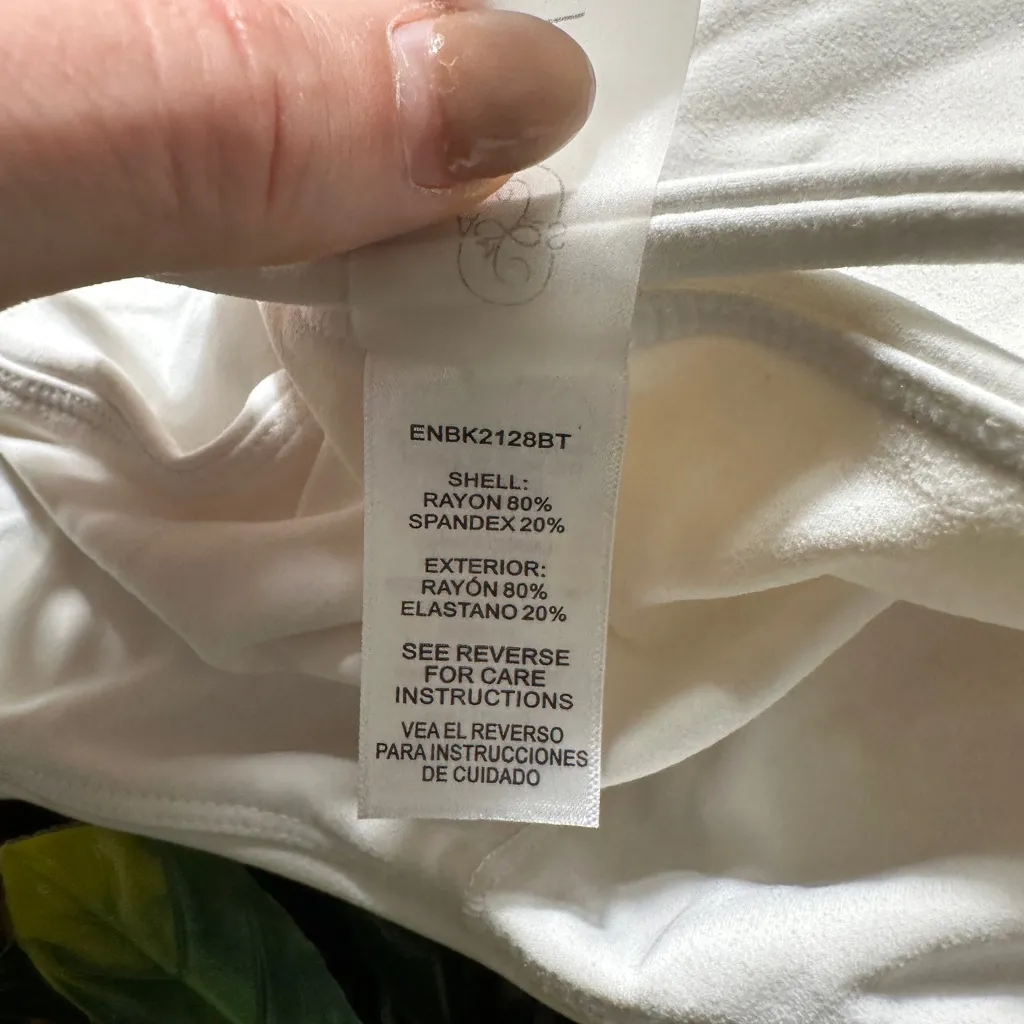 ENBK2128BT
SHELL:
RAYON 80%
SPANDEX 20%
EXTERIOR:
RAYÓN 80%
ELASTANO 20%
SEE REVERSE
FOR CARE
INSTRUCTIONS
VEA EL REVERSO
PARA INSTRUCCIONES
DE CUIDADO